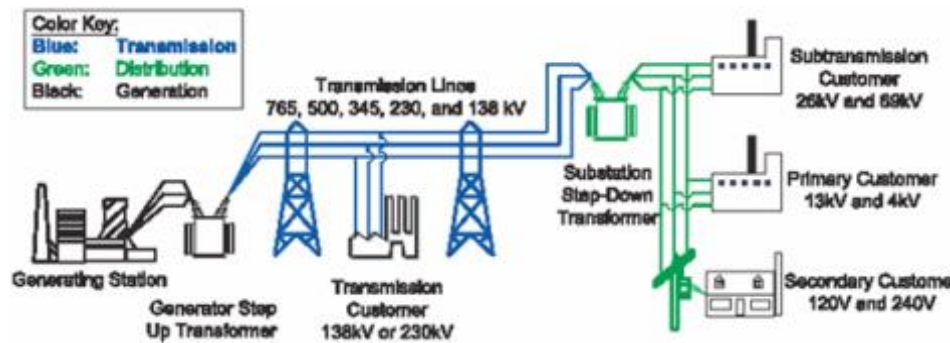 Color Key:
Blue: Transmission
Green: Distribution
Black: Generation
Transmission Lines
765, 500, 345, 230, and 138 kV
Subtransmission
Customer
26kV and 69kV
Substation
Step-Down
Transformer
Primary Customer
13kV and 4kV
Generating Station
Generator Step
Up Transformer
Transmission
Customer
138kV or 230kV
Secondary Custome
120V and 240V